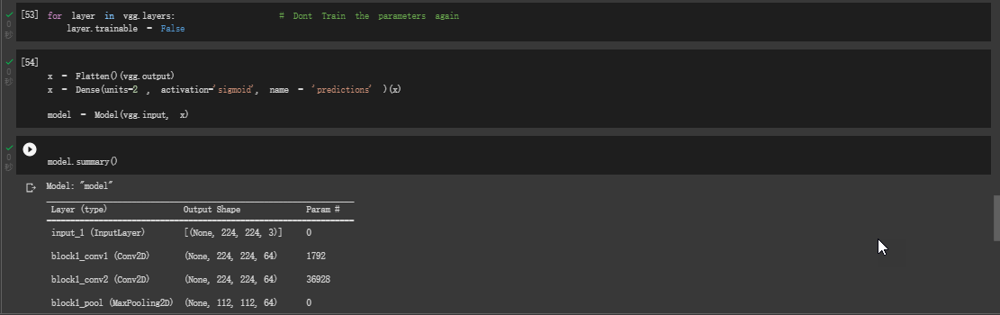 [53] for layer in vgg.layers: # Dont Train the parameters again
layer.trainable = False
0
秒
[54]
x = Flatten()(vgg.output)
x = Dense(units=2 , activation='sigmoid', name = 'predictions' )(x)
model = Model(vgg.input, x)
0
秒
model.summary()
0
秒
Model: "model"
Layer (type) Output Shape Param #
input_1 (InputLayer) [(None, 224, 224, 3)] 0
block1_conv1 (Conv2D) (None, 224, 224, 64) 1792
block1_conv2 (Conv2D) (None, 224, 224, 64) 36928
block1_pool (MaxPooling2D) (None, 112, 112, 64) 0